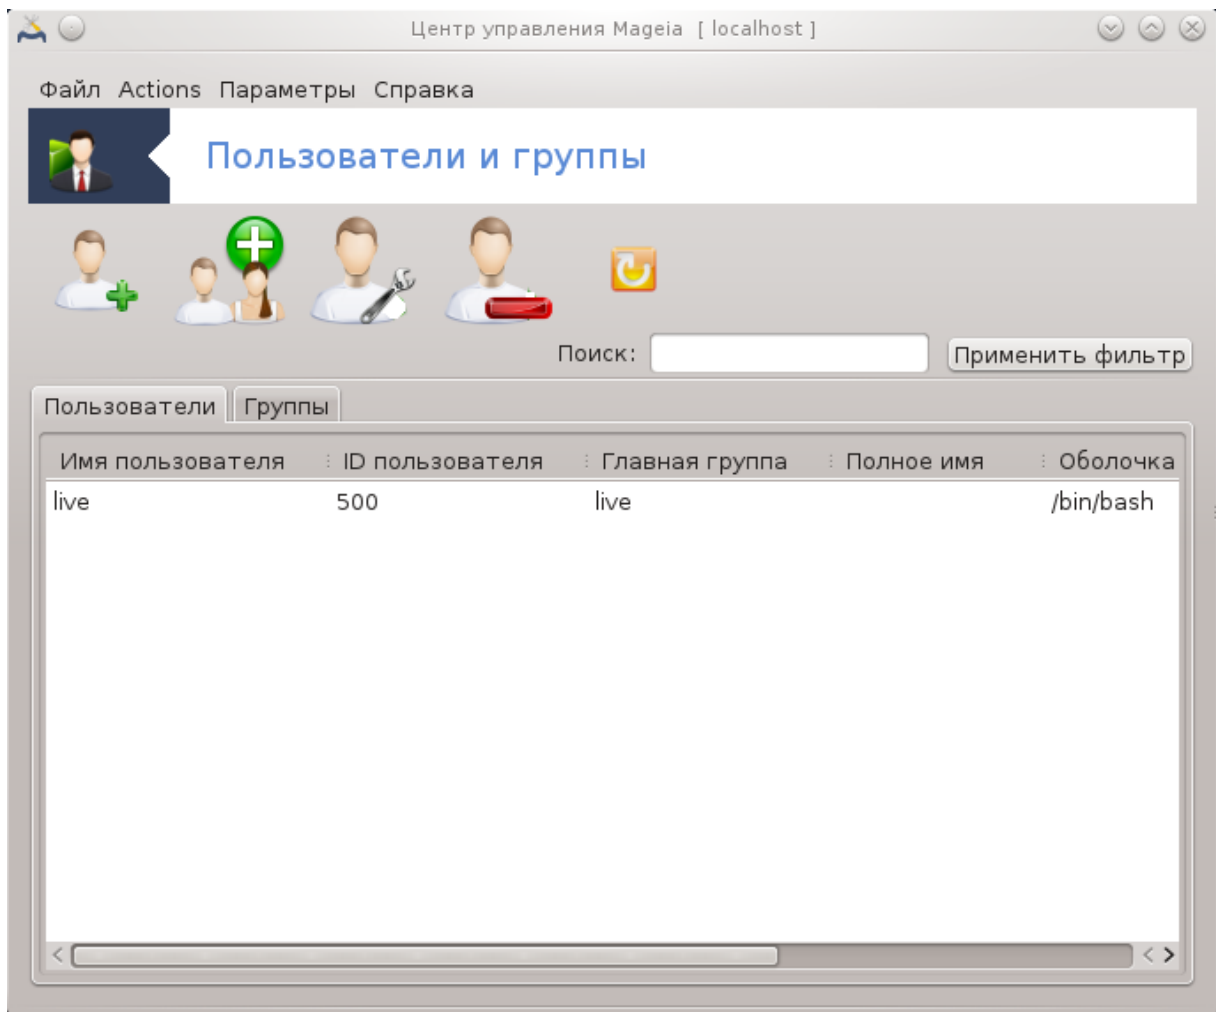 Центр управления Mageia [ localhost ]
Файл Actions Параметры Справка
Пользователи и группы
Поиск: Применить фильтр
Пользователи Группы
Имя пользователя ID пользователя Главная группа Полное имя Оболочка
live 500 live /bin/bash